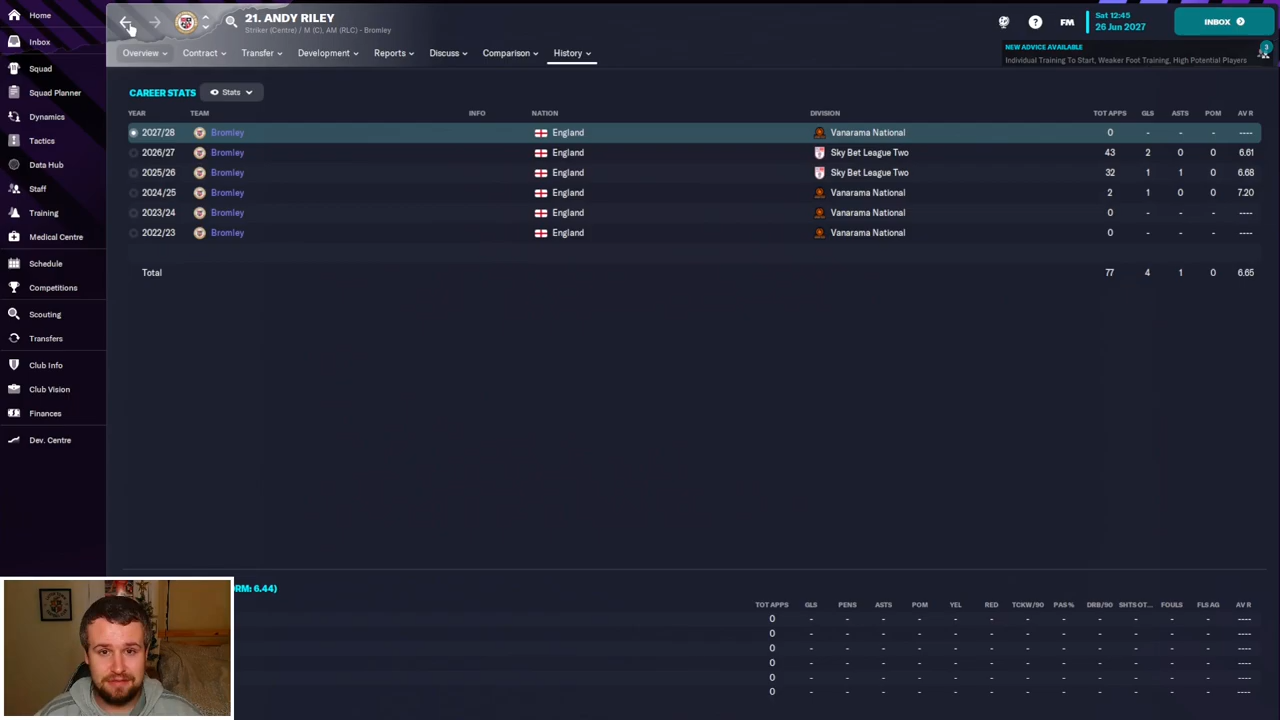 Home
Inbox
Squad
Squad Planner
Dynamics
Tactics
Data Hub
Staff
Training
Medical Centre
Schedule
Competitions
Scouting
Transfers
Club Info
Club Vision
Finances
Dev. Centre
21. ANDY RILEY
Striker (Centre) / M (C), AM (RLC) - Bromley
FM
Sat 12:45
26 Jun 2027
INBOX
Overview Contract Transfer Development Reports Discuss Comparison History
NEW ADVICE AVAILABLE
Individual Training To Start, Weaker Foot Training, High Potential Players
3
CAREER STATS Stats
YEAR TEAM INFO NATION DIVISION TOT APPS GLS ASTS POM AV R
2027/28 Bromley England Vanarama National 0 - - - ----
2026/27 Bromley England Sky Bet League Two 43 2 0 0 6.61
2025/26 Bromley England Sky Bet League Two 32 1 1 0 6.68
2024/25 Bromley England Vanarama National 2 1 0 0 7.20
2023/24 Bromley England Vanarama National 0 - - - ----
2022/23 Bromley England Vanarama National 0 - - - ----
Total 77 4 1 0 6.65
ORM: 6.44)
TOT APPS GLS PENS ASTS POM YEL RED TCKW/90 PAS % DRB/90 SHTS OT... FOULS FLS AG AV R
0 - - - - - - - - - - - - ----
0 - - - - - - - - - - - - ----
0 - - - - - - - - - - - - ----
0 - - - - - - - - - - - - ----
0 - - - - - - - - - - - - ----
0 - - - - - - - - - - - - ----